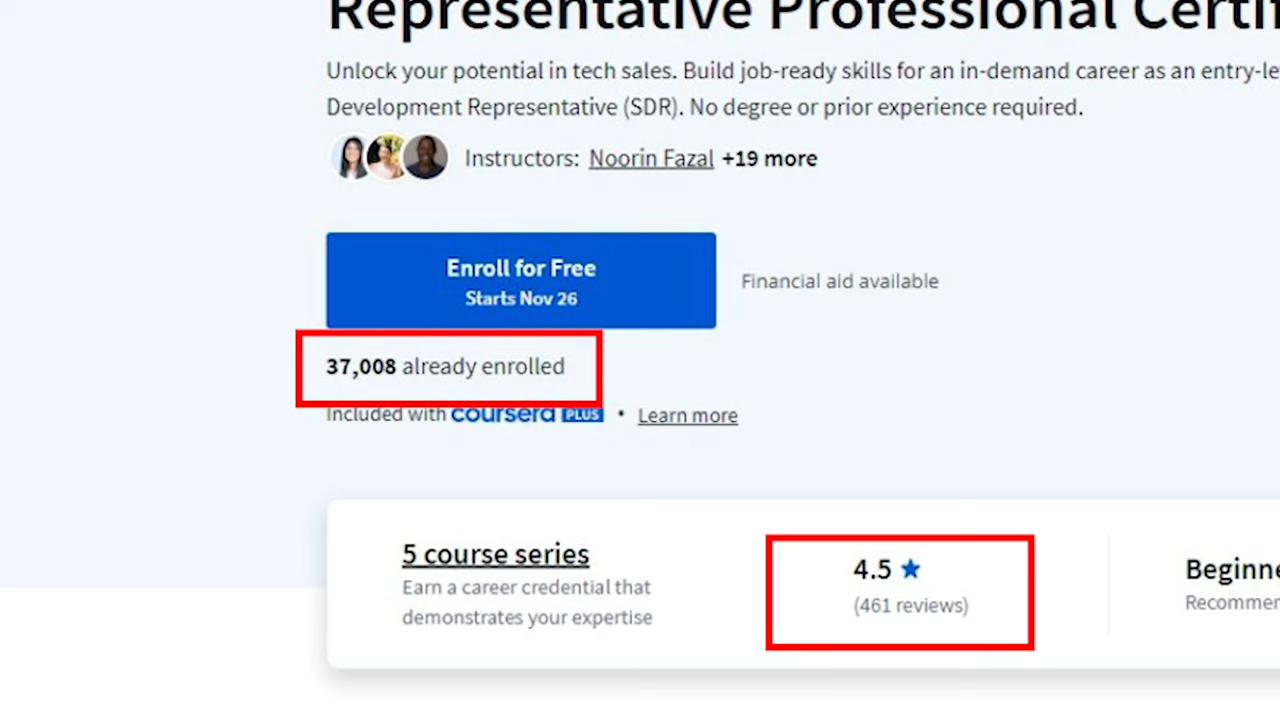 Representative Professional Certif
Unlock your potential in tech sales. Build job-ready skills for an in-demand career as an entry-le
Development Representative (SDR). No degree or prior experience required.
Instructors: Noorin Fazal +19 more
Enroll for Free
Starts Nov 26
Financial aid available
37,008 already enrolled
Included with coursera PLUS • Learn more
5 course series
Earn a career credential that
demonstrates your expertise
4.5 ★
(461 reviews)
Beginne
Recommen